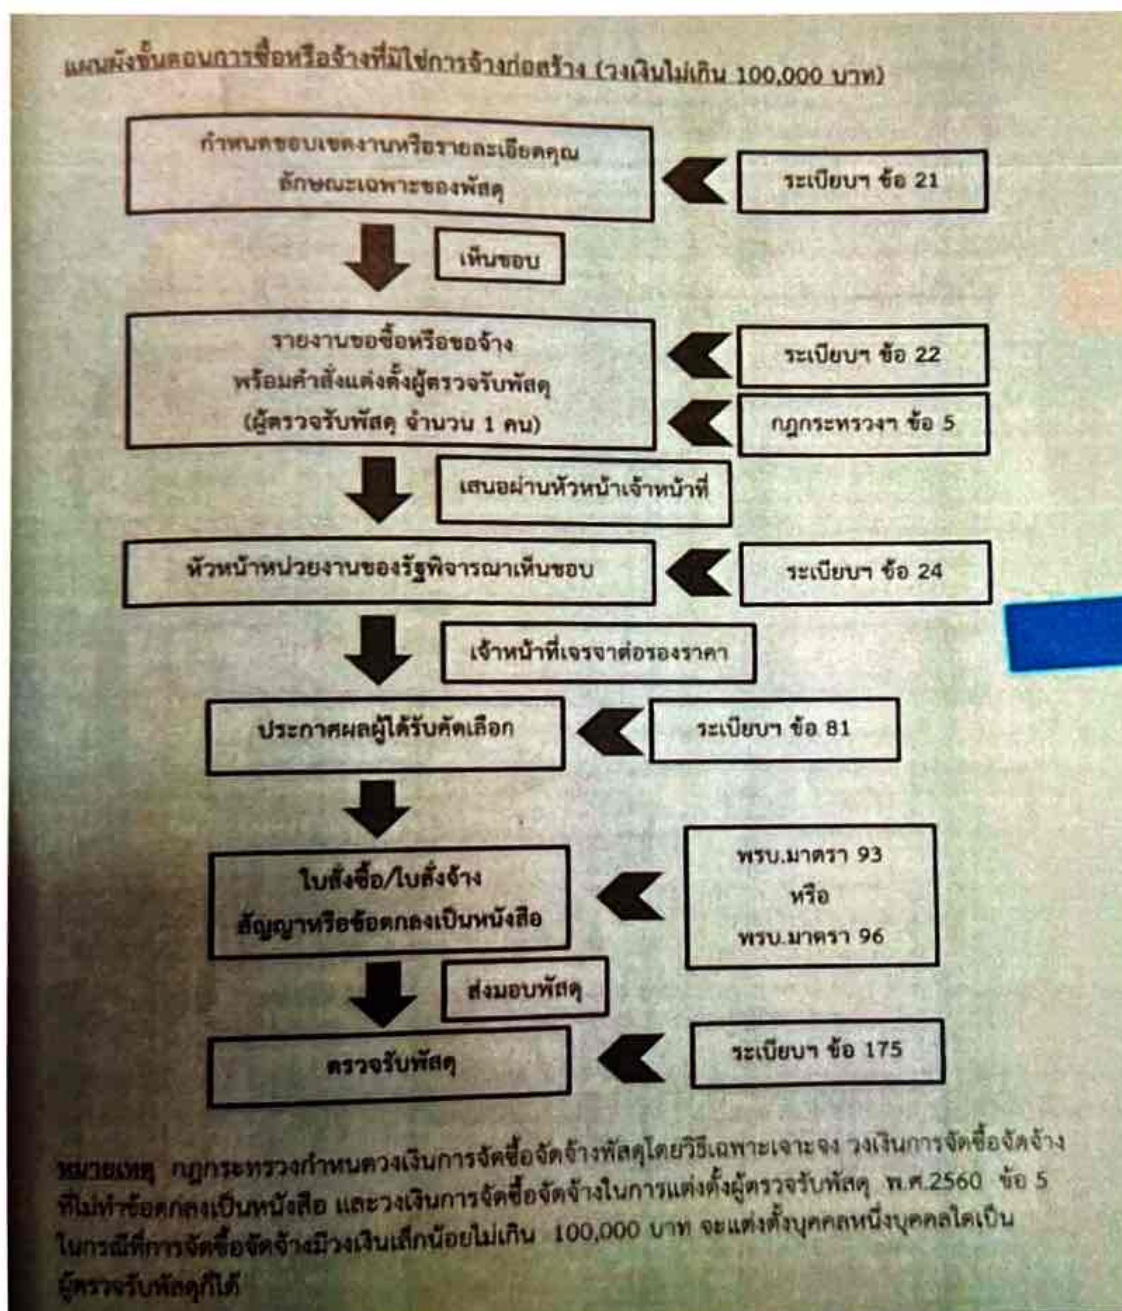 แผนผังขั้นตอนการซื้อหรือจ้างที่มิใช่การจ้างก่อสร้าง (วงเงินไม่เกิน 100,000 บาท)
กำหนดขอบเขตงานหรือรายละเอียดคุณ
ลักษณะเฉพาะของพัสดุ
ระเบียบฯ ข้อ 21
เห็นชอบ
รายงานขอซื้อหรือขอจ้าง
พร้อมคำสั่งแต่งตั้งผู้ตรวจรับพัสดุ
(ผู้ตรวจรับพัสดุ จำนวน 1 คน)
ระเบียบฯ ข้อ 22
กฎกระทรวงฯ ข้อ 5
เสนอผ่านหัวหน้าเจ้าหน้าที่
หัวหน้าหน่วยงานของรัฐพิจารณาเห็นชอบ
ระเบียบฯ ข้อ 24
เจ้าหน้าที่เจรจาต่อรองราคา
ประกาศผลผู้ได้รับคัดเลือก
ระเบียบฯ ข้อ 81
ใบสั่งซื้อ/ใบสั่งจ้าง
สัญญาหรือข้อตกลงเป็นหนังสือ
พรบ.มาตรา 93
หรือ
พรบ.มาตรา 96
ส่งมอบพัสดุ
ตรวจรับพัสดุ
ระเบียบฯ ข้อ 175
หมายเหตุ กฎกระทรวงกำหนดวงเงินการจัดซื้อจัดจ้างพัสดุโดยวิธีเฉพาะเจาะจง วงเงินการจัดซื้อจัดจ้าง
ที่ไม่ทำข้อตกลงเป็นหนังสือ และวงเงินการจัดซื้อจัดจ้างในการแต่งตั้งผู้ตรวจรับพัสดุ พ.ศ.2560 ข้อ 5
ในกรณีที่การจัดซื้อจัดจ้างมีวงเงินเล็กน้อยไม่เกิน 100,000 บาท จะแต่งตั้งบุคคลหนึ่งบุคคลใดเป็น
ผู้ตรวจรับพัสดุก็ได้